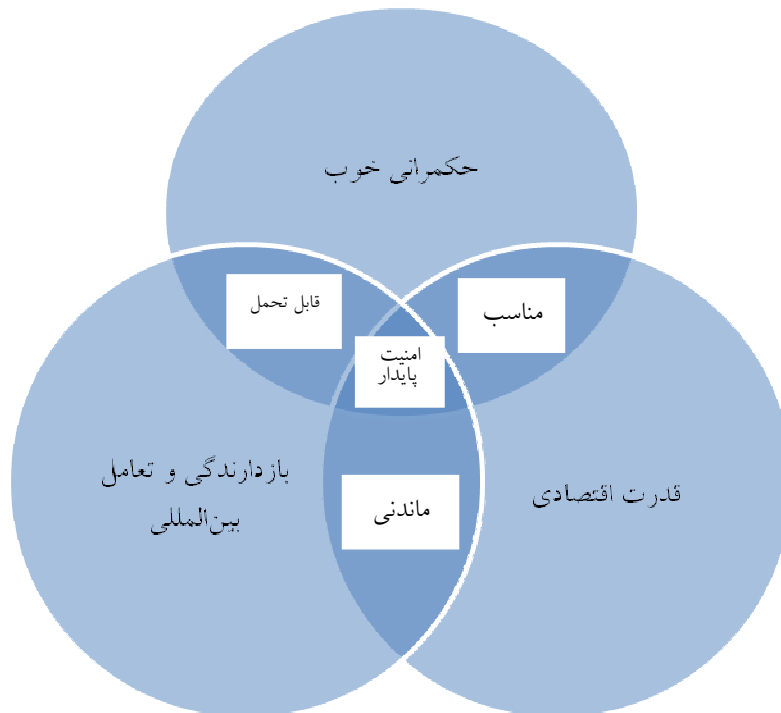 حکمرانی خوب
مناسب
قابل تحمل
امنیت
پایدار
بازدارندگی و تعامل
بین‌المللی
قدرت اقتصادی
ماندنی